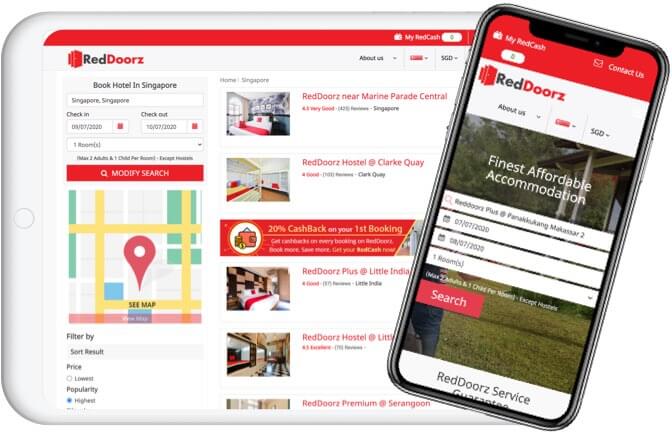 My RedCash 0
RedDoorz
About us
SGD
Book Hotel In Singapore
Singapore, Singapore
Check in Check out
09/07/2020 10/07/2020
1 Room(s)
(Max 2 Adults & 1 Child Per Room) - Except Hostels
MODIFY SEARCH
SEE MAP
View Map
Filter by
Sort Result
Price
Lowest
Popularity
Highest
Home Singapore
RedDoorz near Marine Parade Central
4.3 Very Good - (423) Reviews - Singapore
RedDoorz Hostel @ Clarke Quay
4 Good - (103) Reviews - Clark Quay
20% CashBack on your 1st Booking
Get cashbacks on every booking on RedDoorz.
Book more. Save more. Get your RedCash now!
RedDoorz Plus @ Little India
4 Good - (57) Reviews - Little India
RedDoorz Hostel @ Little
4.5 Excellent - (70) Reviews -
RedDoorz Premium @ Serangoon
My RedCash 0
Contact Us
RedDoorz
About us
SGD
Finest Affordable
Accommodation
Reddoorz Plus @ Panakkukang Makassar 2
07/07/2020
08/07/2020
1 Room(s)
(Max 2 Adults & 1 Child Per Room) - Except Hostels
Search
RedDoorz Service
Guarantee